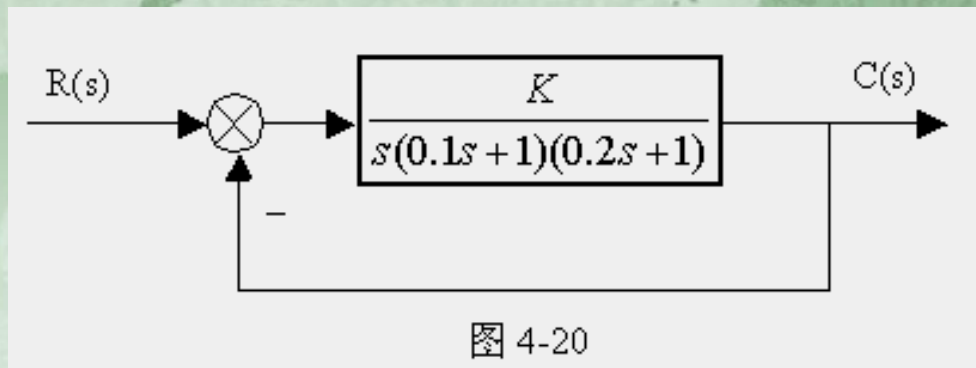 R(s)
K
s(0.1s+1)(0.2s+1)
C(s)
−
图 4-20